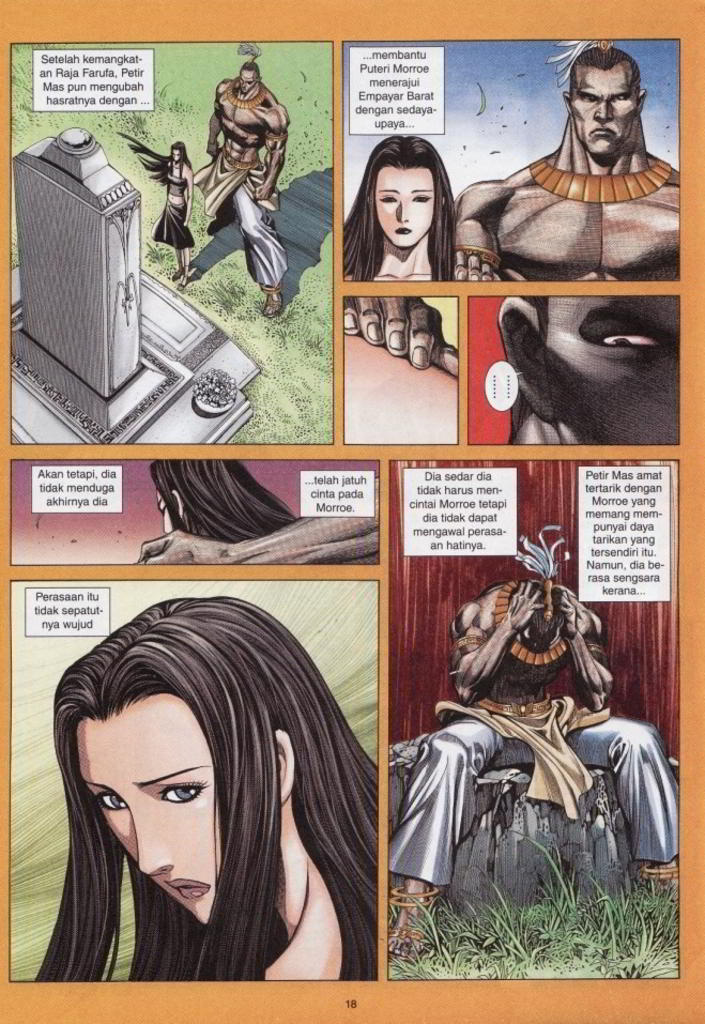 Setelah kemangkat-
an Raja Farufa, Petir
Mas pun mengubah
hasratnya dengan ...
...membantu
Puteri Morroe
menerajui
Empayar Barat
dengan sedaya-
upaya...
......
Akan tetapi, dia
tidak menduga
akhirnya dia
...telah jatuh
cinta pada
Morroe.
Perasaan itu
tidak sepatut-
nya wujud
Dia sedar dia
tidak harus men-
cintai Morroe tetapi
dia tidak dapat
mengawal perasa-
an hatinya.
Petir Mas amat
tertarik dengan
Morroe yang
memang mem-
punyai daya
tarikan yang
tersendiri itu.
Namun, dia be-
rasa sengsara
kerana...
18